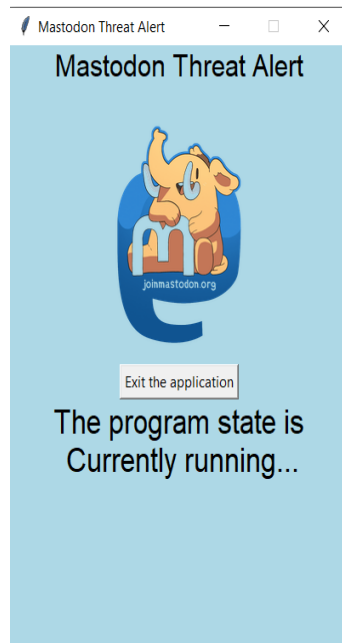 Mastodon Threat Alert
Mastodon Threat Alert
m
joinmastodon.org
Exit the application
The program state is
Currently running...